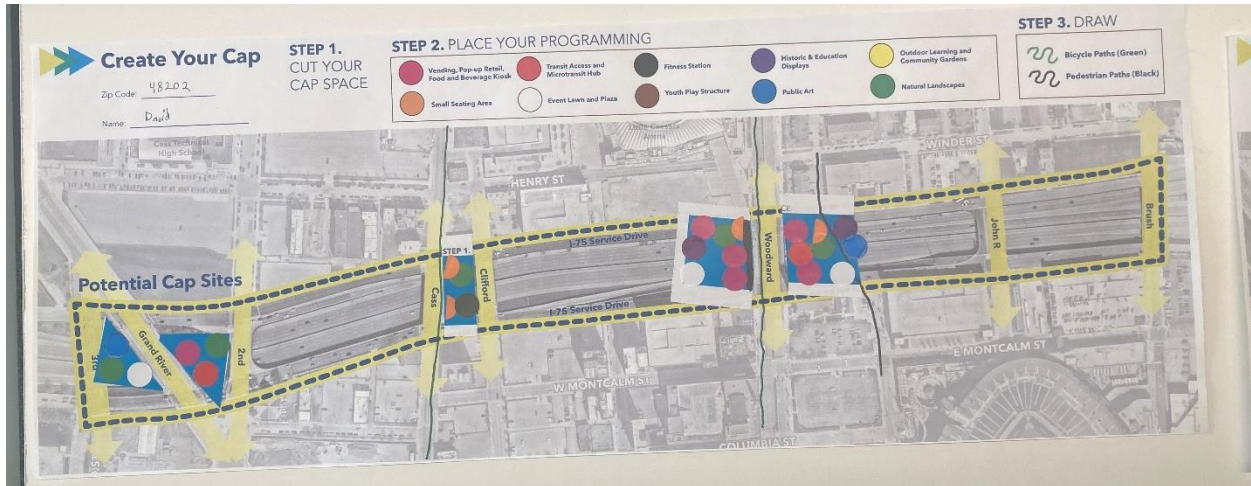 Create Your Cap
Zip Code: 48202
Name: David
STEP 1.
CUT YOUR
CAP SPACE
STEP 2. PLACE YOUR PROGRAMMING
Vending, Pop-up Retail,
Food and Beverage Kiosk
Transit Access and
Microtransit Hub
Fitness Station
Historic & Education
Displays
Outdoor Learning and
Community Gardens
Small Seating Area
Event Lawn and Plaza
Youth Play Structure
Public Art
Natural Landscapes
STEP 3. DRAW
Bicycle Paths (Green)
Pedestrian Paths (Black)
Cass Technical
High School
HENRY ST
WINDER ST
I-75 Service Drive
STEP 1.
Potential Cap Sites
3rd
Grand River
2nd
Cass
Clifford
Woodward
John R
Brush
I-75 Service Drive
W MONTCALM ST
E MONTCALM ST
COLUMBIA ST